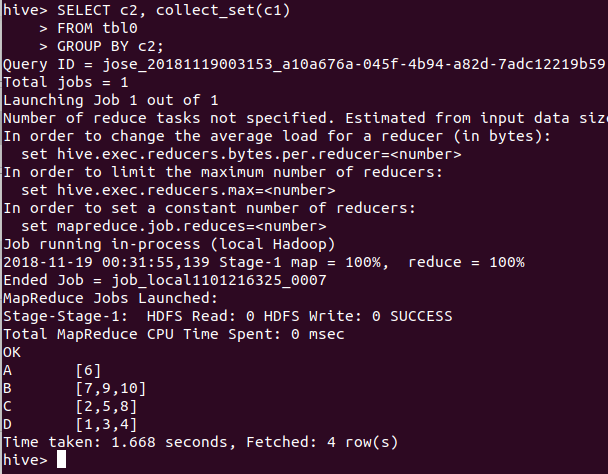 hive> SELECT c2, collect_set(c1)
    > FROM tbl0
    > GROUP BY c2;
Query ID = jose_20181119003153_a10a676a-045f-4b94-a82d-7adc12219b59
Total jobs = 1
Launching Job 1 out of 1
Number of reduce tasks not specified. Estimated from input data size
In order to change the average load for a reducer (in bytes):
  set hive.exec.reducers.bytes.per.reducer=<number>
In order to limit the maximum number of reducers:
  set hive.exec.reducers.max=<number>
In order to set a constant number of reducers:
  set mapreduce.job.reduces=<number>
Job running in-process (local Hadoop)
2018-11-19 00:31:55,139 Stage-1 map = 100%,  reduce = 100%
Ended Job = job_local1101216325_0007
MapReduce Jobs Launched:
Stage-Stage-1:  HDFS Read: 0 HDFS Write: 0 SUCCESS
Total MapReduce CPU Time Spent: 0 msec
OK
A       [6]
B       [7,9,10]
C       [2,5,8]
D       [1,3,4]
Time taken: 1.668 seconds, Fetched: 4 row(s)
hive>